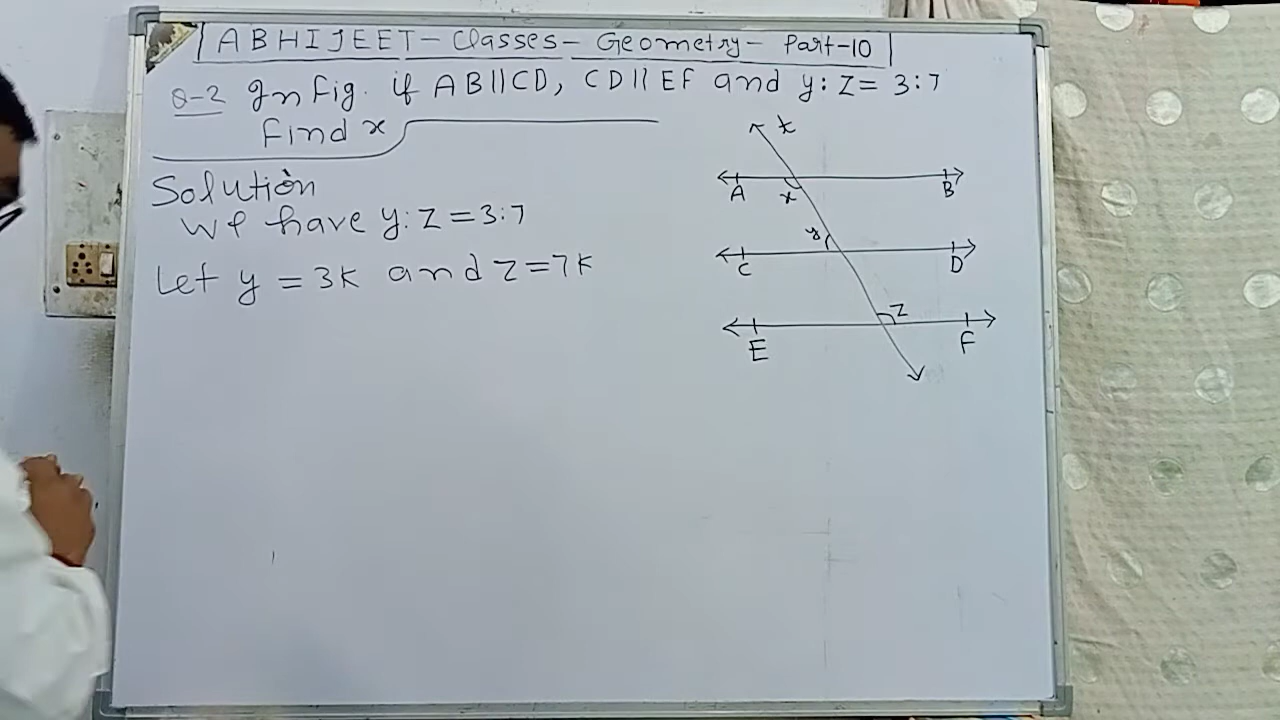 ABHIJEET-Classes-Geometry-Part-10
Q-2 In Fig. if AB||CD, CD||EF and y:z=3:7
Find x
Solution
We have y:z=3:7
Let y=3k and z=7k
t
A
x
B
y
C
D
z
E
F